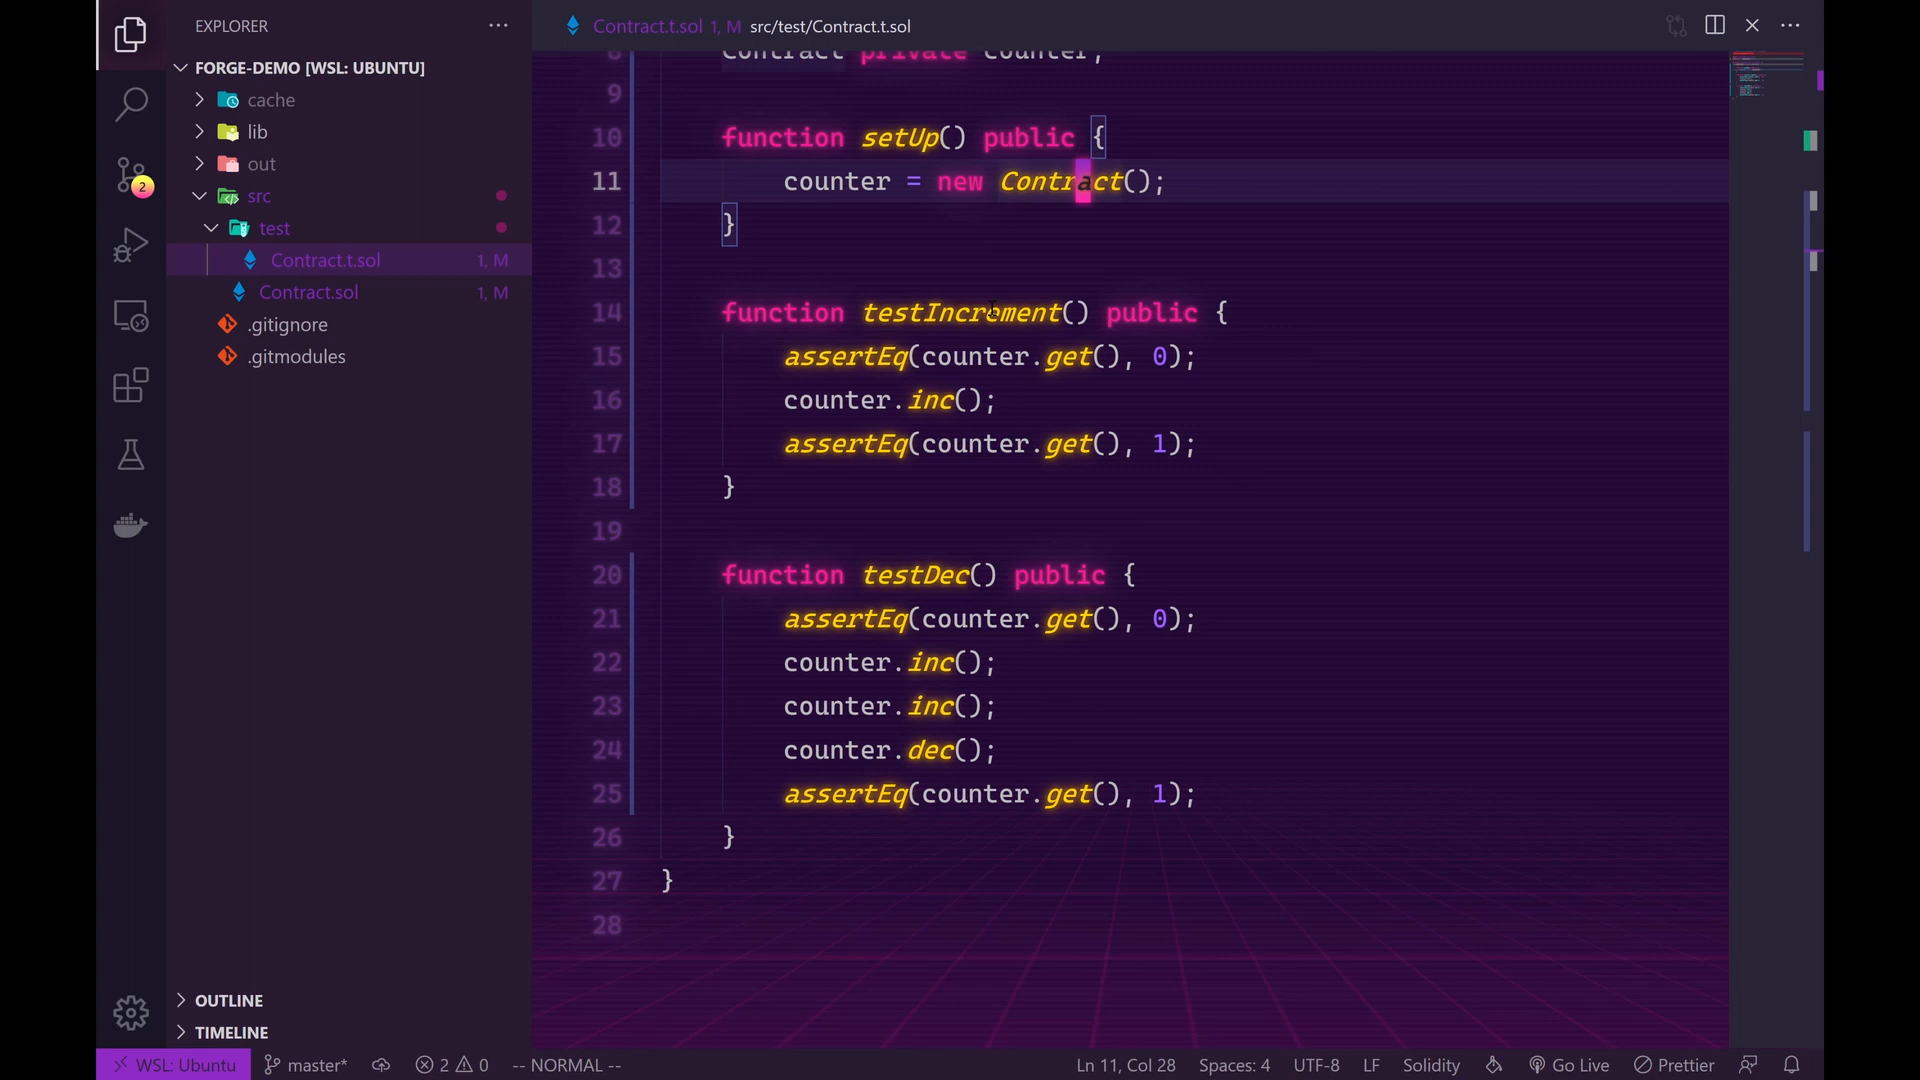 EXPLORER
FORGE-DEMO [WSL: UBUNTU]
cache
lib
out
src
test
Contract.t.sol 1, M
Contract.sol 1, M
.gitignore
.gitmodules
OUTLINE
TIMELINE
2
Contract.t.sol 1, M src/test/Contract.t.sol
8 Contract private counter;
9
10 function setUp() public {
11 counter = new Contract();
12 }
13
14 function testIncrement() public {
15 assertEq(counter.get(), 0);
16 counter.inc();
17 assertEq(counter.get(), 1);
18 }
19
20 function testDec() public {
21 assertEq(counter.get(), 0);
22 counter.inc();
23 counter.inc();
24 counter.dec();
25 assertEq(counter.get(), 1);
26 }
27 }
28
WSL: Ubuntu master* 2 0 -- NORMAL -- Ln 11, Col 28 Spaces: 4 UTF-8 LF Solidity Go Live Prettier